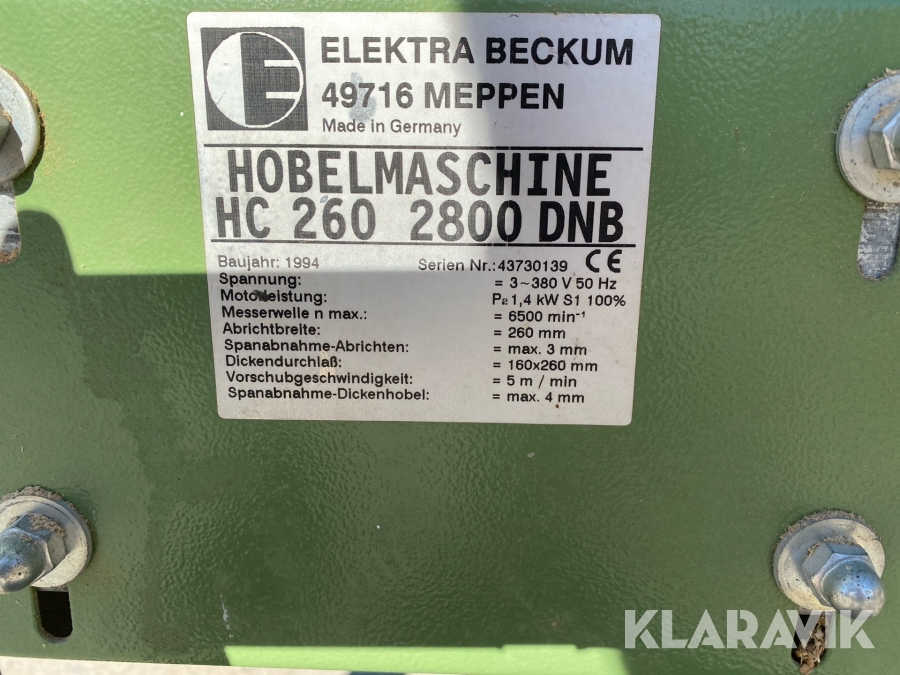 E
ELEKTRA BECKUM
49716 MEPPEN
Made in Germany
HOBELMASCHINE
HC 260 2800 DNB
Baujahr: 1994 Serien Nr.:43730139 CE
Spannung: = 3~380 V 50 Hz
Motorleistung: P2 1,4 kW S1 100%
Messerwelle n max.: = 6500 min⁻¹
Abrichtbreite: = 260 mm
Spanabnahme-Abrichten: = max. 3 mm
Dickendurchlaß: = 160x260 mm
Vorschubgeschwindigkeit: = 5 m / min
Spanabnahme-Dickenhobel: = max. 4 mm
KLARAVIK